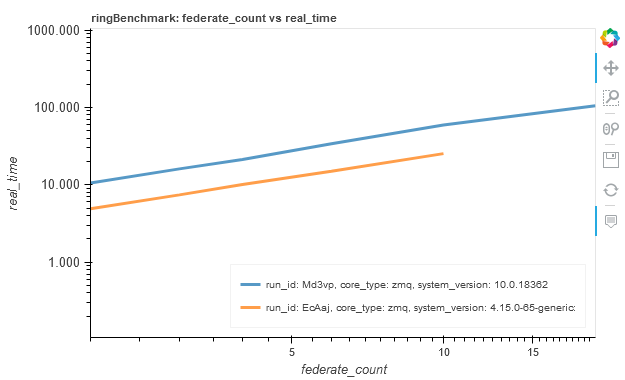 ringBenchmark: federate_count vs real_time
1000.000
100.000
10.000
1.000
real_time
run_id: Md3vp, core_type: zmq, system_version: 10.0.18362
run_id: EcAaj, core_type: zmq, system_version: 4.15.0-65-generic:
5
10
15
federate_count